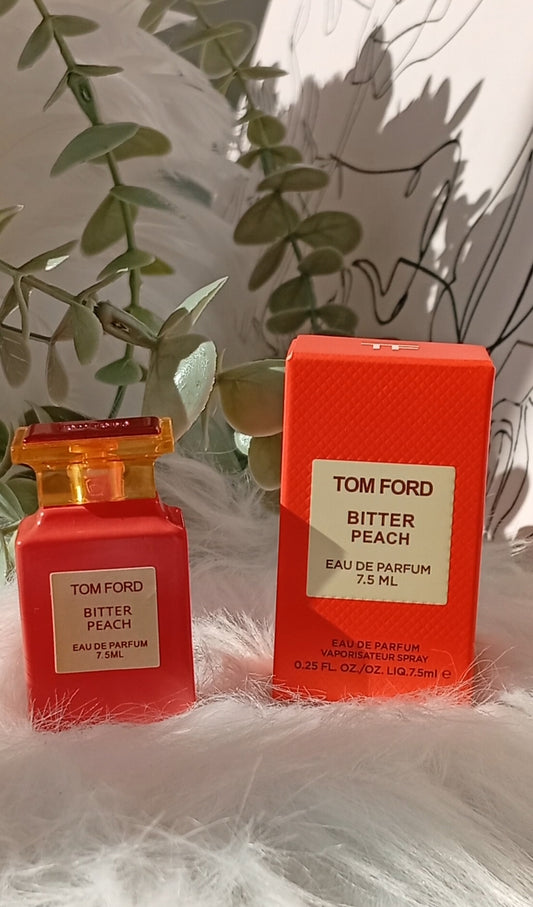 TF
TOM FORD
BITTER
PEACH
EAU DE PARFUM
7.5 ML
EAU DE PARFUM
VAPORISATEUR SPRAY
0.25 FL. OZ./OZ. LIQ.7.5ml e
TOM FORD
BITTER
PEACH
EAU DE PARFUM
7.5ML